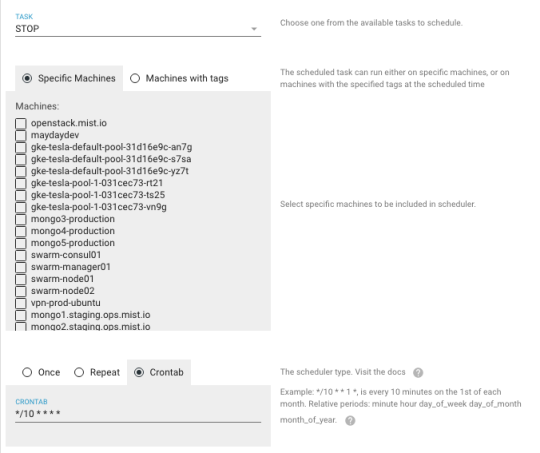 TASK
STOP
Choose one from the available tasks to schedule.
Specific Machines
Machines with tags
The scheduled task can run either on specific machines, or on
machines with the specified tags at the scheduled time
Machines:
openstack.mist.io
maydaydev
gke-tesla-default-pool-31d16e9c-an7g
gke-tesla-default-pool-31d16e9c-s7sa
gke-tesla-default-pool-31d16e9c-yz7t
gke-tesla-pool-1-031cec73-rt21
gke-tesla-pool-1-031cec73-ts25
gke-tesla-pool-1-031cec73-vn9g
mongo3-production
mongo4-production
mongo5-production
swarm-consul01
swarm-manager01
swarm-node01
swarm-node02
vpn-prod-ubuntu
mongo1.staging.ops.mist.io
mongo2.staging.ops.mist.io
Select specific machines to be included in scheduler.
Once
Repeat
Crontab
The scheduler type. Visit the docs ?
CRONTAB
*/10 * * * *
Example: */10 * * 1 *, is every 10 minutes on the 1st of each
month. Relative periods: minute hour day_of_week day_of_month
month_of_year. ?